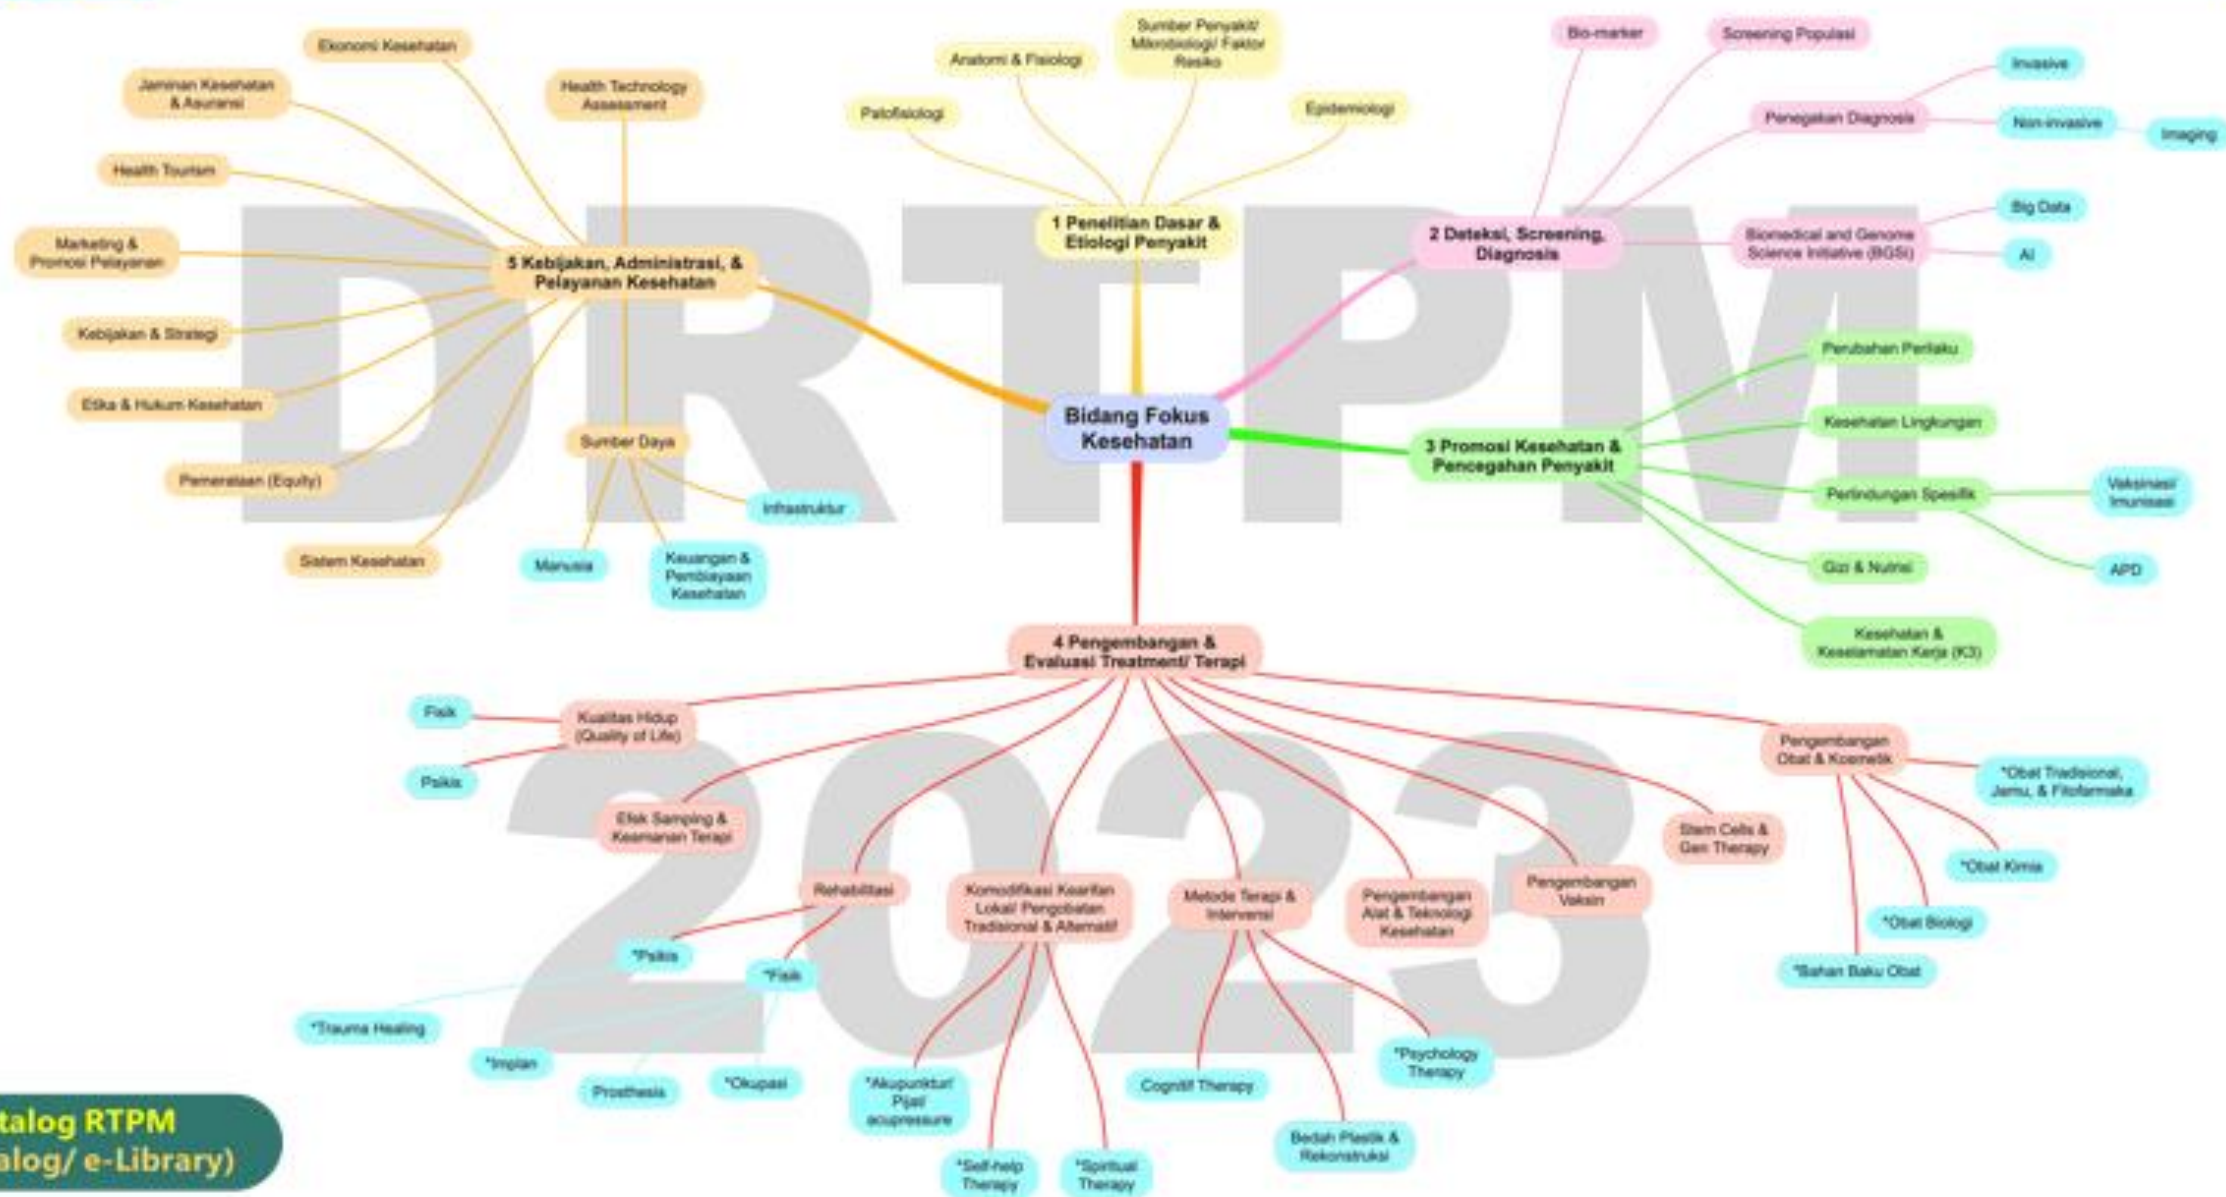 Ekonomi Kesehatan
Jaminan Kesehatan
& Asuransi
Health Technology
Assessment
Health Tourism
Marketing &
Promosi Pelayanan
5 Kebijakan, Administrasi, &
Pelayanan Kesehatan
Kebijakan & Strategi
Etika & Hukum Kesehatan
Pemerataan (Equity)
Sistem Kesehatan
Sumber Daya
Infrastruktur
Manusia
Keuangan &
Pembiayaan
Kesehatan
Patofisiologi
Anatomi & Fisiologi
Sumber Penyakit/
Mikrobiologi/ Faktor
Resiko
Epidemiologi
1 Penelitian Dasar &
Etiologi Penyakit
Bio-marker
Screening Populasi
Penegakan Diagnosis
Invasive
Non-invasive
Imaging
2 Deteksi, Screening,
Diagnosis
Biomedical and Genome
Science Initiative (BGSi)
Big Data
AI
Bidang Fokus
Kesehatan
3 Promosi Kesehatan &
Pencegahan Penyakit
Perubahan Perilaku
Kesehatan Lingkungan
Perlindungan Spesifik
Vaksinasi/
Imunisasi
APD
Gizi & Nutrisi
Kesehatan &
Keselamatan Kerja (K3)
4 Pengembangan &
Evaluasi Treatment/ Terapi
Kualitas Hidup
(Quality of Life)
Fisik
Psikis
Efek Samping &
Keamanan Terapi
Rehabilitasi
*Psikis
*Fisik
*Trauma Healing
*Implan
Prosthesis
*Okupasi
Komodifikasi Kearifan
Lokal/ Pengobatan
Tradisional & Alternatif
*Akupunktur/
Pijat/
acupressure
*Self-help
Therapy
*Spiritual
Therapy
Metode Terapi &
Intervensi
Cognitif Therapy
Bedah Plastik &
Rekonstruksi
*Psychology
Therapy
Pengembangan
Alat & Teknologi
Kesehatan
Pengembangan
Vaksin
Stem Cells &
Gen Therapy
Pengembangan
Obat & Kosmetik
*Obat Tradisional,
Jamu, & Fitofarmaka
*Obat Kimia
*Obat Biologi
*Bahan Baku Obat
DRTPM
2023
talog RTPM
alog/ e-Library)